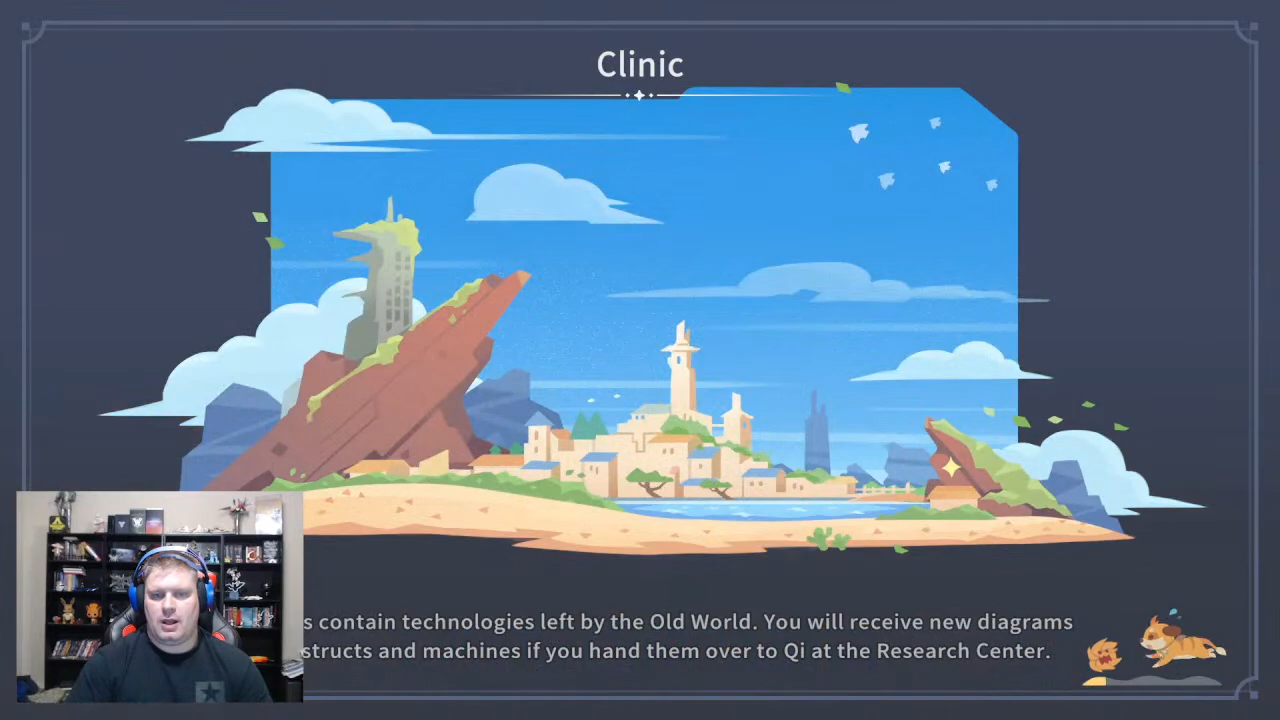 Clinic
s contain technologies left by the Old World. You will receive new diagrams
structs and machines if you hand them over to Qi at the Research Center.